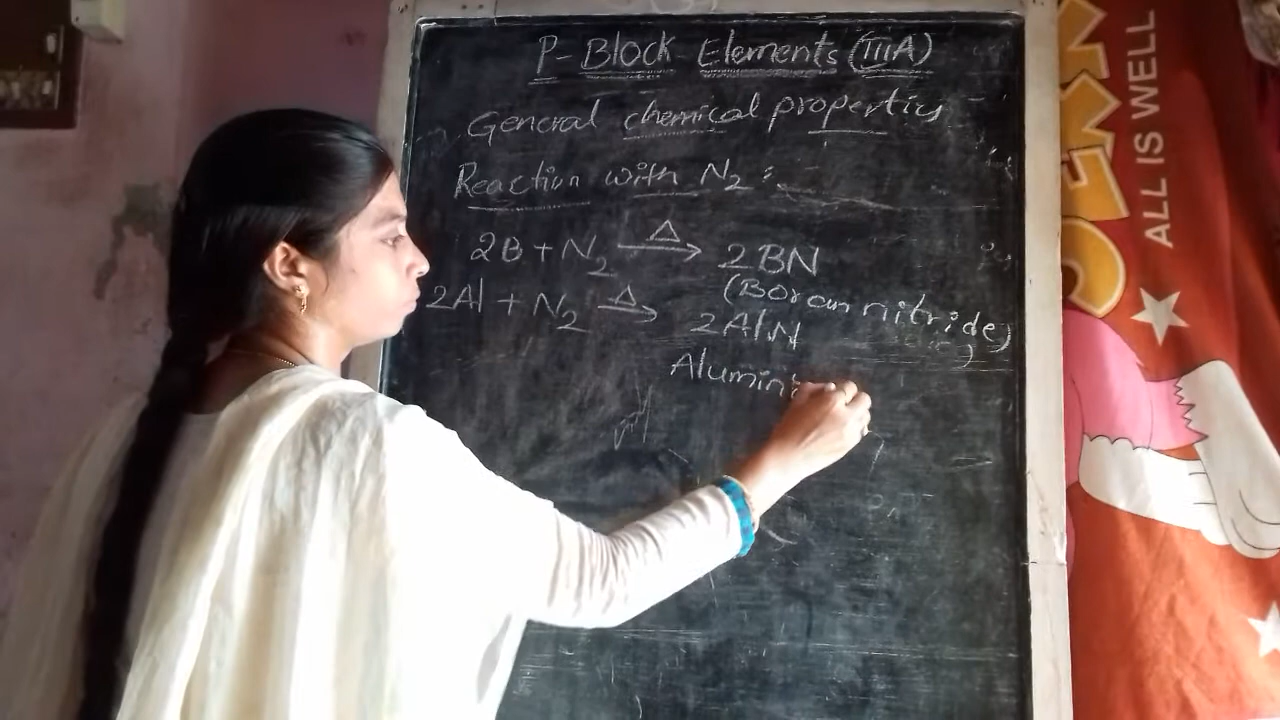 P-Block Elements (IIIA)
General chemical properties
Reaction with N₂:
2B + N₂ —Δ→ 2BN
(Boron nitride)
2Al + N₂ —Δ→ 2AlN
Alumin
ALL IS WELL